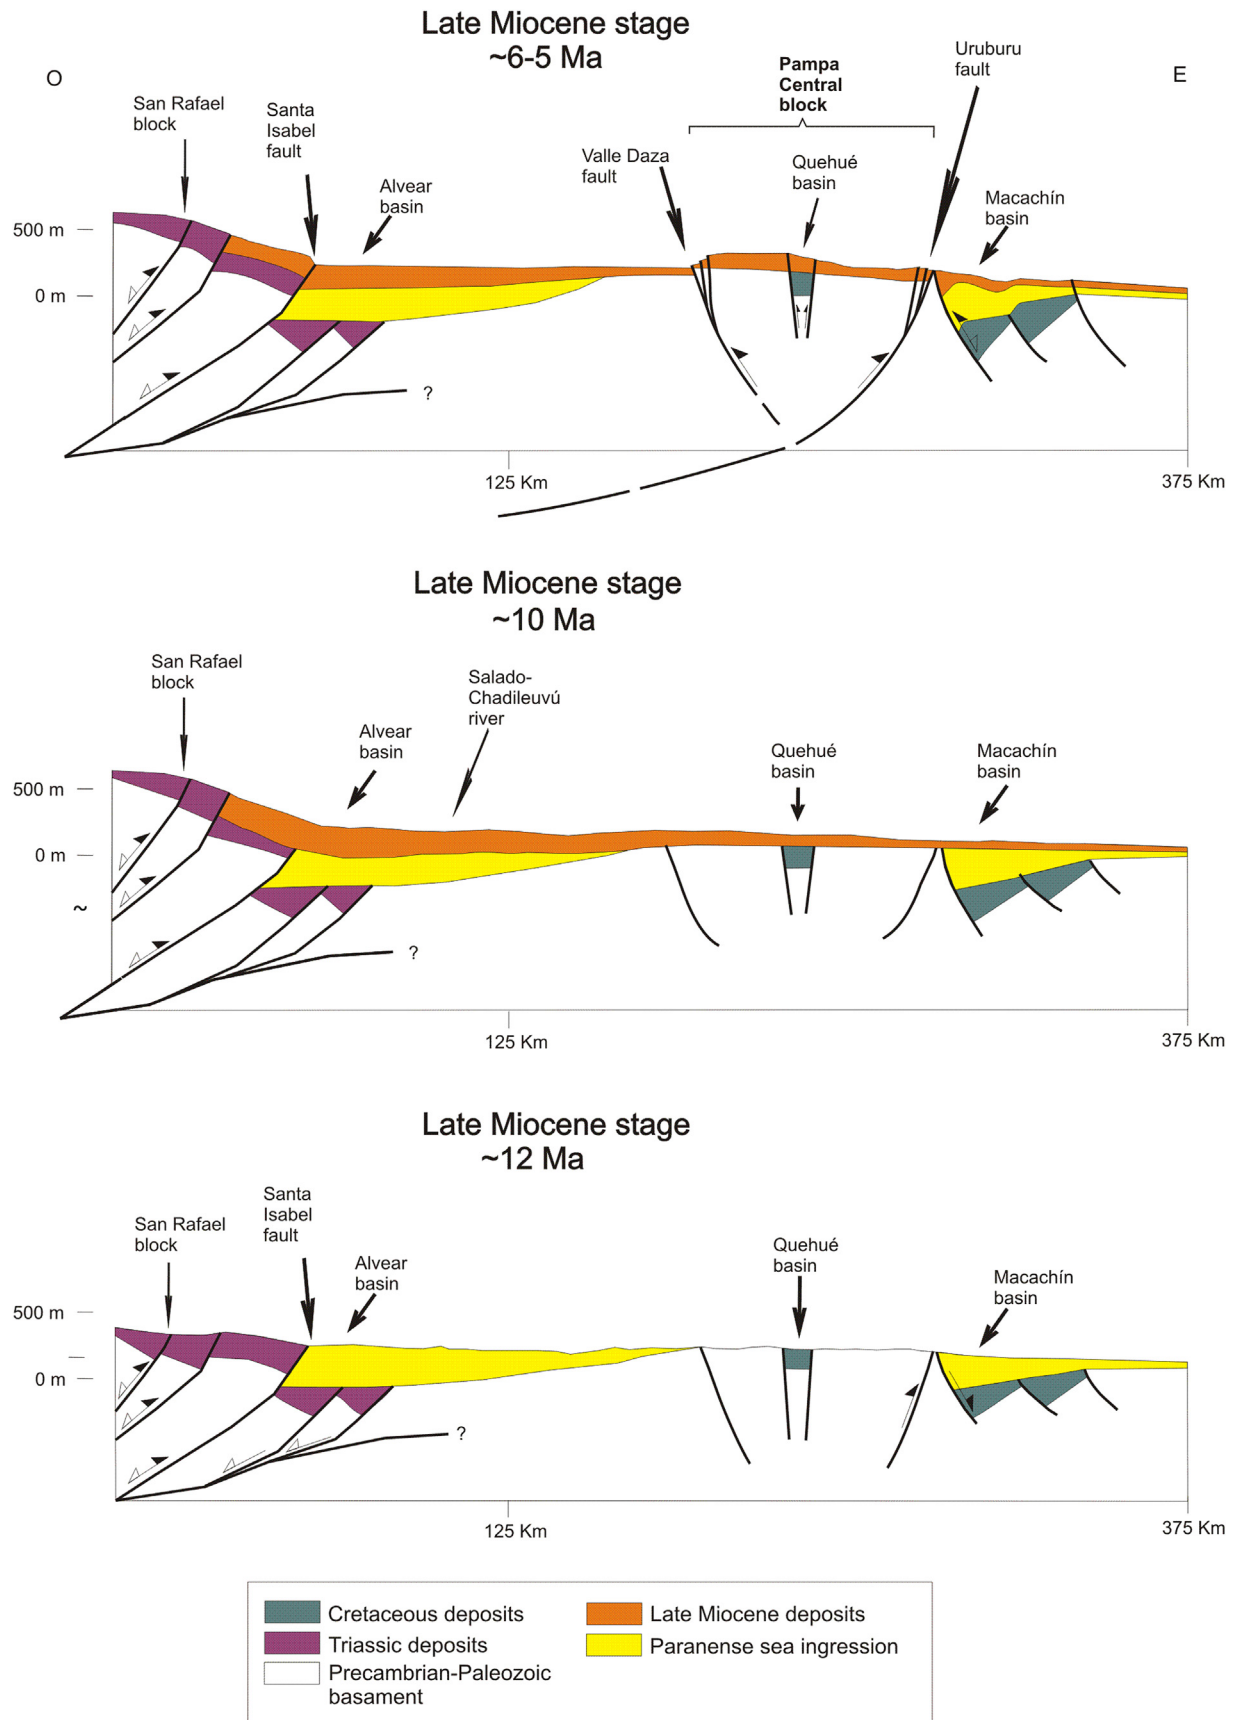 Late Miocene stage
~6-5 Ma
O
E
San Rafael
block
Santa
Isabel
fault
Alvear
basin
Valle Daza
fault
Pampa
Central
block
Quehué
basin
Uruburu
fault
Macachín
basin
500 m
0 m
?
125 Km
375 Km
Late Miocene stage
~10 Ma
San Rafael
block
Alvear
basin
Salado-
Chadileuvú
river
Quehué
basin
Macachín
basin
500 m
0 m
~
?
125 Km
375 Km
Late Miocene stage
~12 Ma
San Rafael
block
Santa
Isabel
fault
Alvear
basin
Quehué
basin
Macachín
basin
500 m
0 m
?
125 Km
375 Km
Cretaceous deposits
Triassic deposits
Precambrian-Paleozoic
basament
Late Miocene deposits
Paranense sea ingression